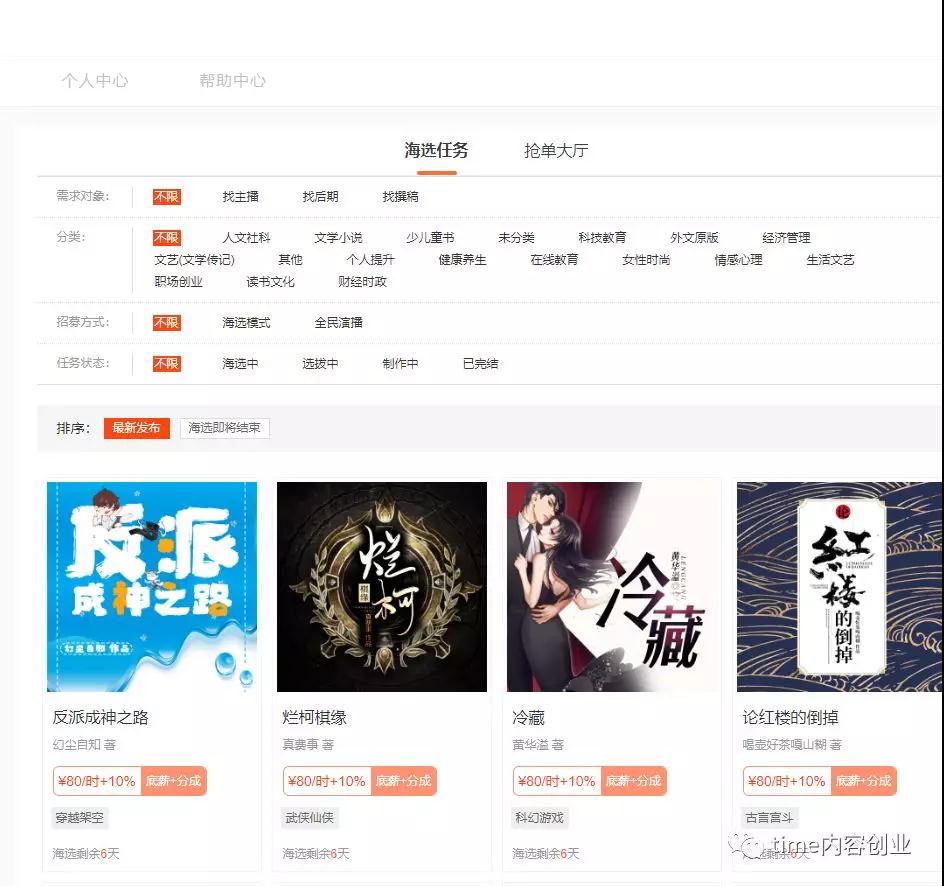 个人中心 帮助中心
海选任务 抢单大厅
需求对象: 不限 找主播 找后期 找撰稿
分类: 不限 人文社科 文学小说 少儿童书 未分类 科技教育 外文原版 经济管理
文艺(文学传记) 其他 个人提升 健康养生 在线教育 女性时尚 情感心理 生活文艺
职场创业 读书文化 财经时政
招募方式: 不限 海选模式 全民演播
任务状态: 不限 海选中 选拔中 制作中 已完结
排序: 最新发布 海选即将结束
反派
成神之路
幻尘自知 作品
烂柯
棋缘
真费事 作品
冷藏
黄华溢
论
红楼
的倒掉
反派成神之路 烂柯棋缘 冷藏 论红楼的倒掉
幻尘自知 著 真费事 著 黄华溢 著 喝壶好茶嘎山糊 著
¥80/时+10% 底薪+分成 ¥80/时+10% 底薪+分成 ¥80/时+10% 底薪+分成 ¥80/时+10% 底薪+分成
穿越架空 武侠仙侠 科幻游戏 古言宫斗
海选剩余6天 海选剩余6天 海选剩余6天 海选剩余6天
time内容创业